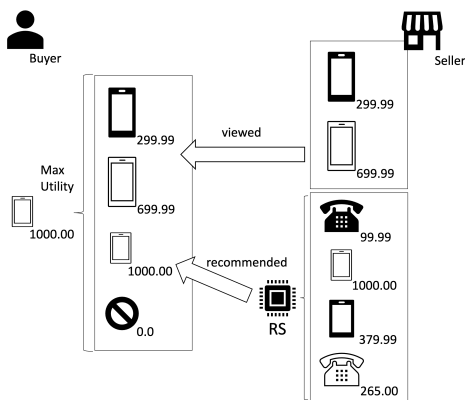 Buyer
Seller
299.99
viewed
299.99
Max
Utility
699.99
699.99
1000.00
99.99
recommended
1000.00
1000.00
RS
0.0
379.99
265.00